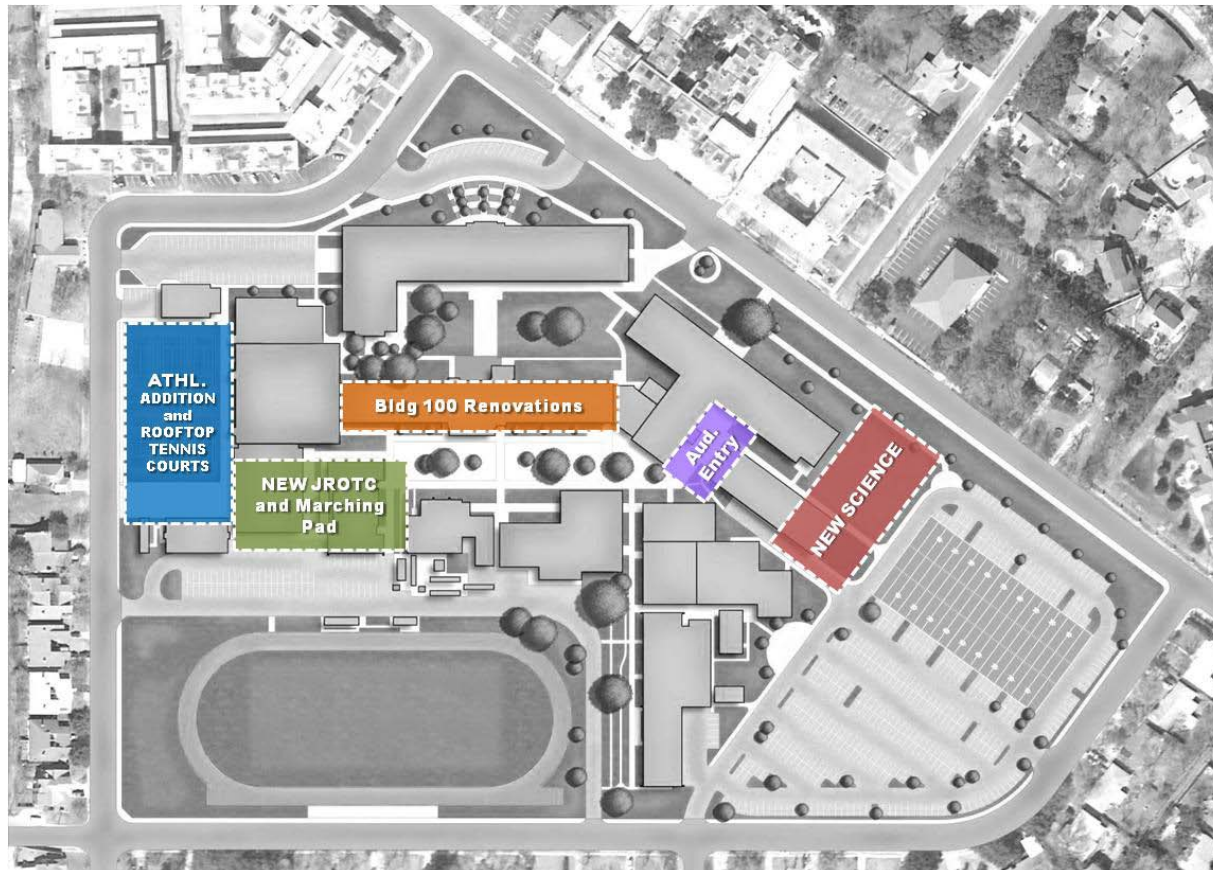 ATHL.
ADDITION
and
ROOFTOP
TENNIS
COURTS
Bldg 100 Renovations
NEW JROTC
and Marching
Pad
Aud.
Entry
NEW SCIENCE